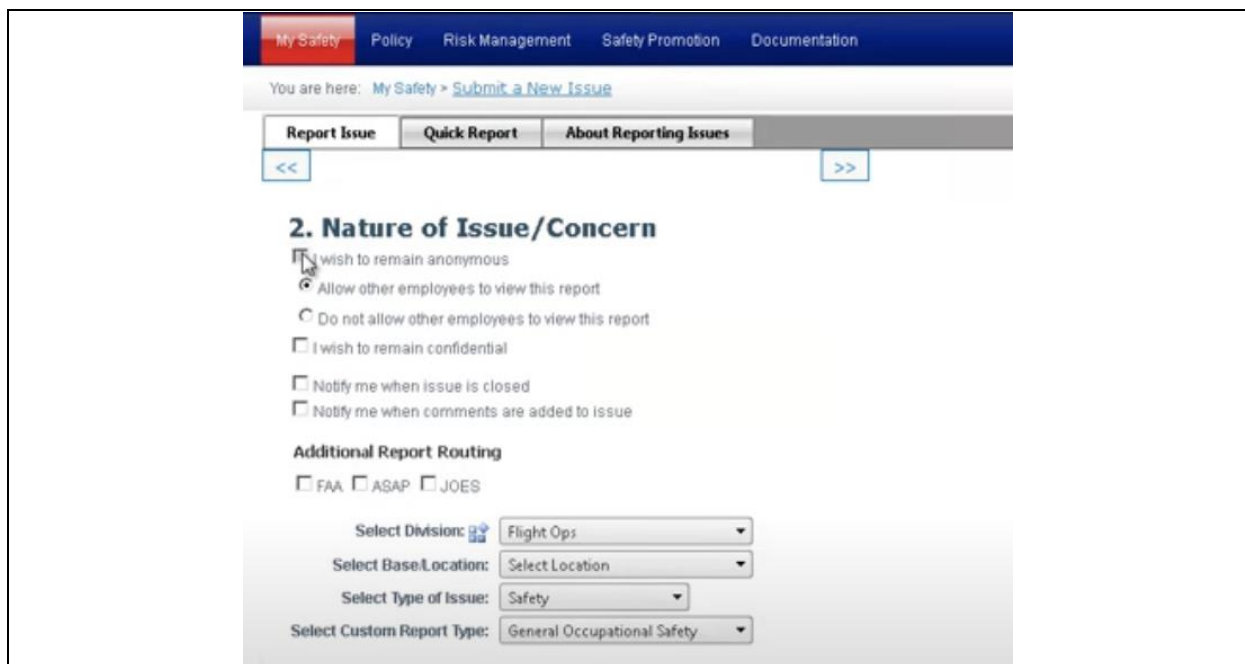 My Safety Policy Risk Management Safety Promotion Documentation
You are here: My Safety > Submit a New Issue
Report Issue Quick Report About Reporting Issues
<< >>
2. Nature of Issue/Concern
I wish to remain anonymous
Allow other employees to view this report
Do not allow other employees to view this report
I wish to remain confidential
Notify me when issue is closed
Notify me when comments are added to issue
Additional Report Routing
FAA ASAP JOES
Select Division: Flight Ops
Select Base/Location: Select Location
Select Type of Issue: Safety
Select Custom Report Type: General Occupational Safety